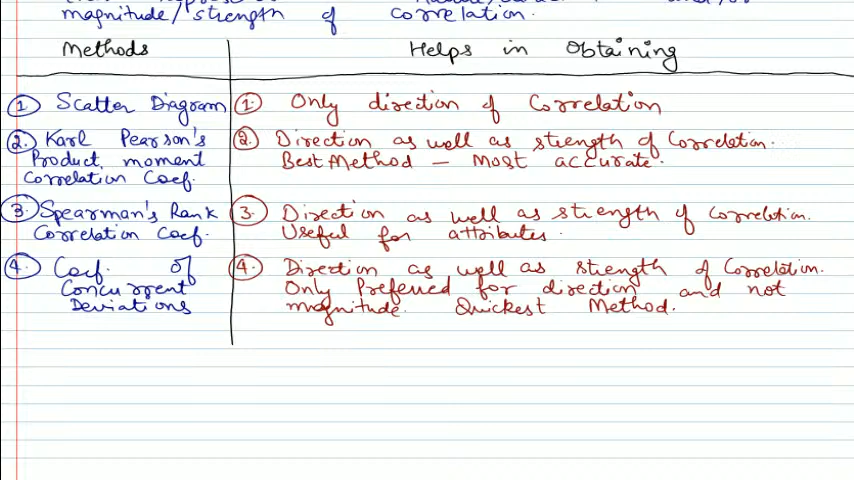 magnitude/strength of correlation.
Methods Helps in Obtaining
1 Scatter Diagram 1. Only direction of Correlation
2. Karl Pearson's Product moment Correlation Coef. 2. Direction as well as strength of Correlation.
Best Method – Most accurate.
3. Spearman's Rank Correlation Coef. 3. Direction as well as strength of Correlation.
Useful for attributes.
4. Coef. of Concurrent Deviations 4. Direction as well as strength of Correlation.
Only Preferred for direction and not
magnitude. Quickest Method.